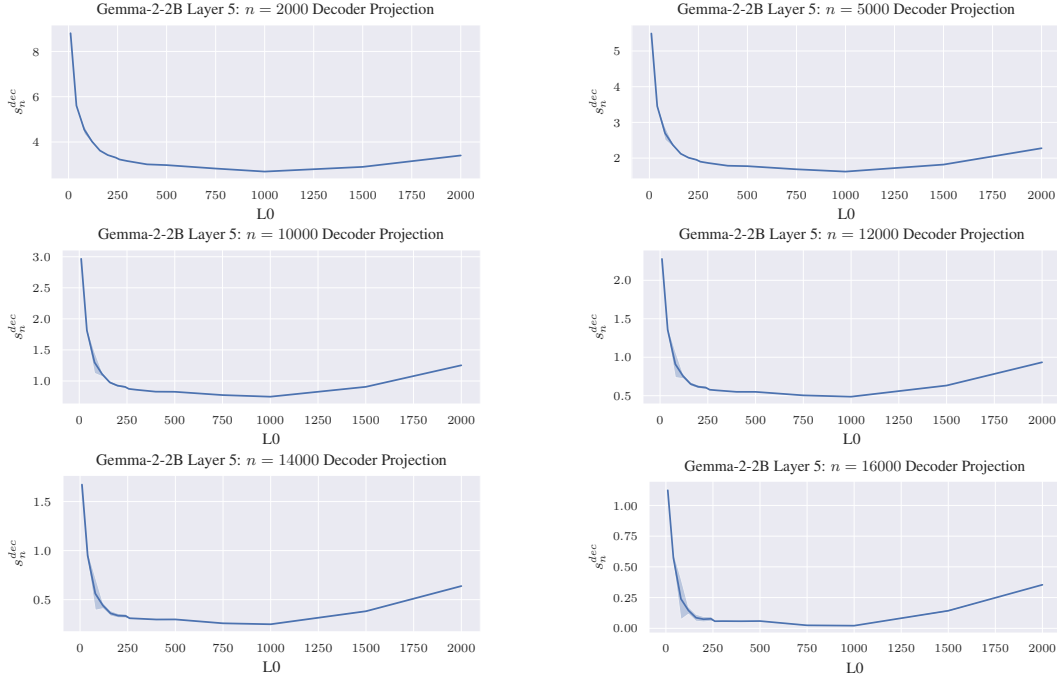 Gemma-2-2B Layer 5: n = 2000 Decoder Projection
8
6
4
s_n^{dec}
0 250 500 750 1000 1250 1500 1750 2000
L0
Gemma-2-2B Layer 5: n = 5000 Decoder Projection
5
4
3
2
s_n^{dec}
0 250 500 750 1000 1250 1500 1750 2000
L0
Gemma-2-2B Layer 5: n = 10000 Decoder Projection
3.0
2.5
2.0
1.5
1.0
s_n^{dec}
0 250 500 750 1000 1250 1500 1750 2000
L0
Gemma-2-2B Layer 5: n = 12000 Decoder Projection
2.0
1.5
1.0
0.5
s_n^{dec}
0 250 500 750 1000 1250 1500 1750 2000
L0
Gemma-2-2B Layer 5: n = 14000 Decoder Projection
1.5
1.0
0.5
s_n^{dec}
0 250 500 750 1000 1250 1500 1750 2000
L0
Gemma-2-2B Layer 5: n = 16000 Decoder Projection
1.00
0.75
0.50
0.25
0.00
s_n^{dec}
0 250 500 750 1000 1250 1500 1750 2000
L0